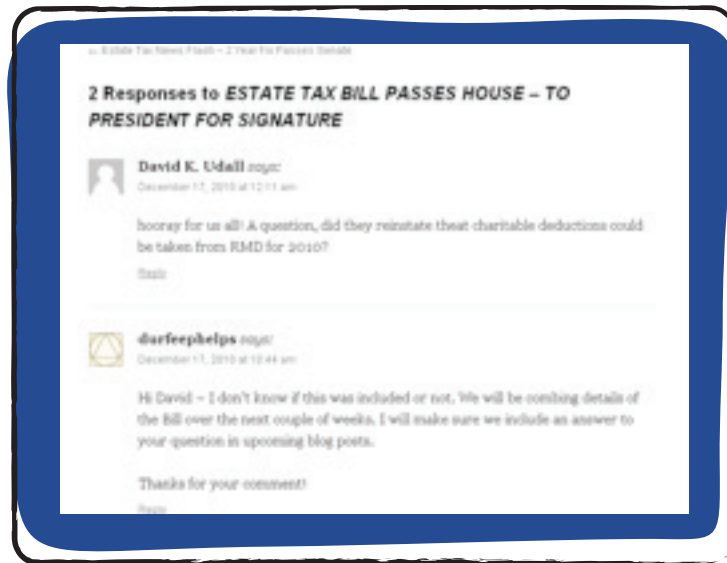 ← Estate Tax News Flash – 2 Year Fix Passes Senate
2 Responses to ESTATE TAX BILL PASSES HOUSE – TO
PRESIDENT FOR SIGNATURE
David K. Udall says:
December 17, 2010 at 12:11 am
hooray for us all! A question, did they reinstate theat charitable deductions could
be taken from RMD for 2010?
Reply
durfeephelps says:
December 17, 2010 at 10:44 am
Hi David – I don't know if this was included or not. We will be combing details of
the Bill over the next couple of weeks. I will make sure we include an answer to
your question in upcoming blog posts.
Thanks for your comment!
Reply